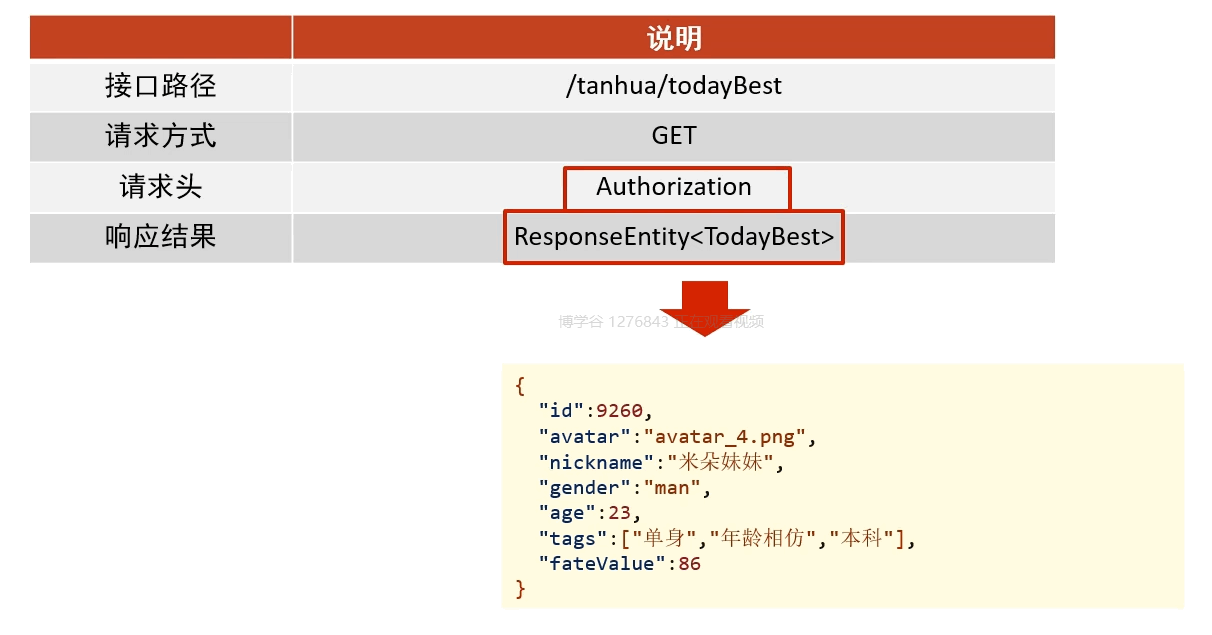 说明
接口路径 /tanhua/todayBest
请求方式 GET
请求头 Authorization
响应结果 ResponseEntity<TodayBest>
博学谷 1276843 正在观看视频
{
"id":9260,
"avatar":"avatar_4.png",
"nickname":"米朵妹妹",
"gender":"man",
"age":23,
"tags":["单身","年龄相仿","本科"],
"fateValue":86
}